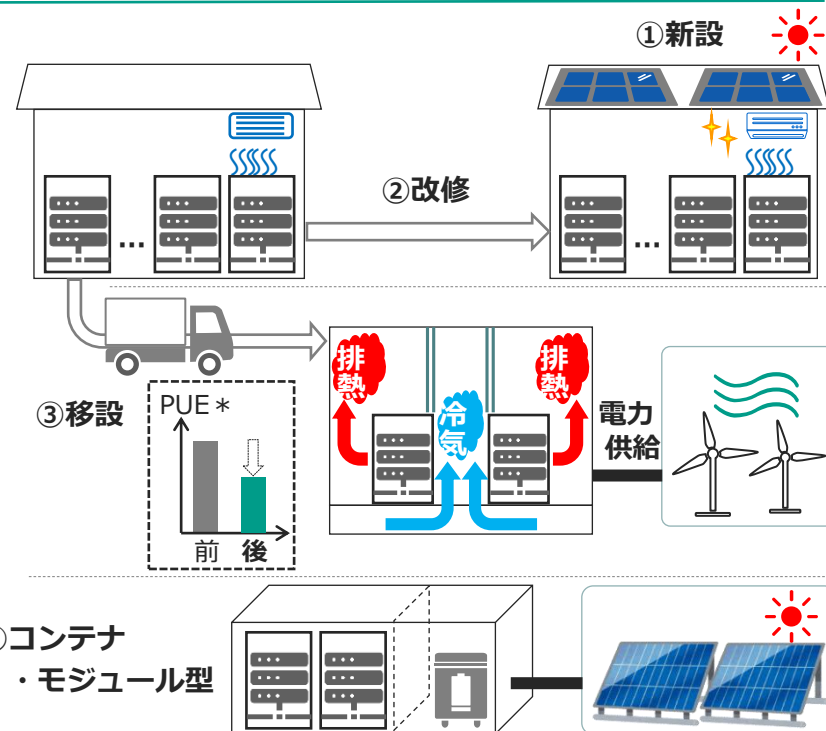 ①新設
②改修
...
...
③移設
PUE＊
前
後
排熱
冷気
排熱
電力
供給
コンテナ
・モジュール型